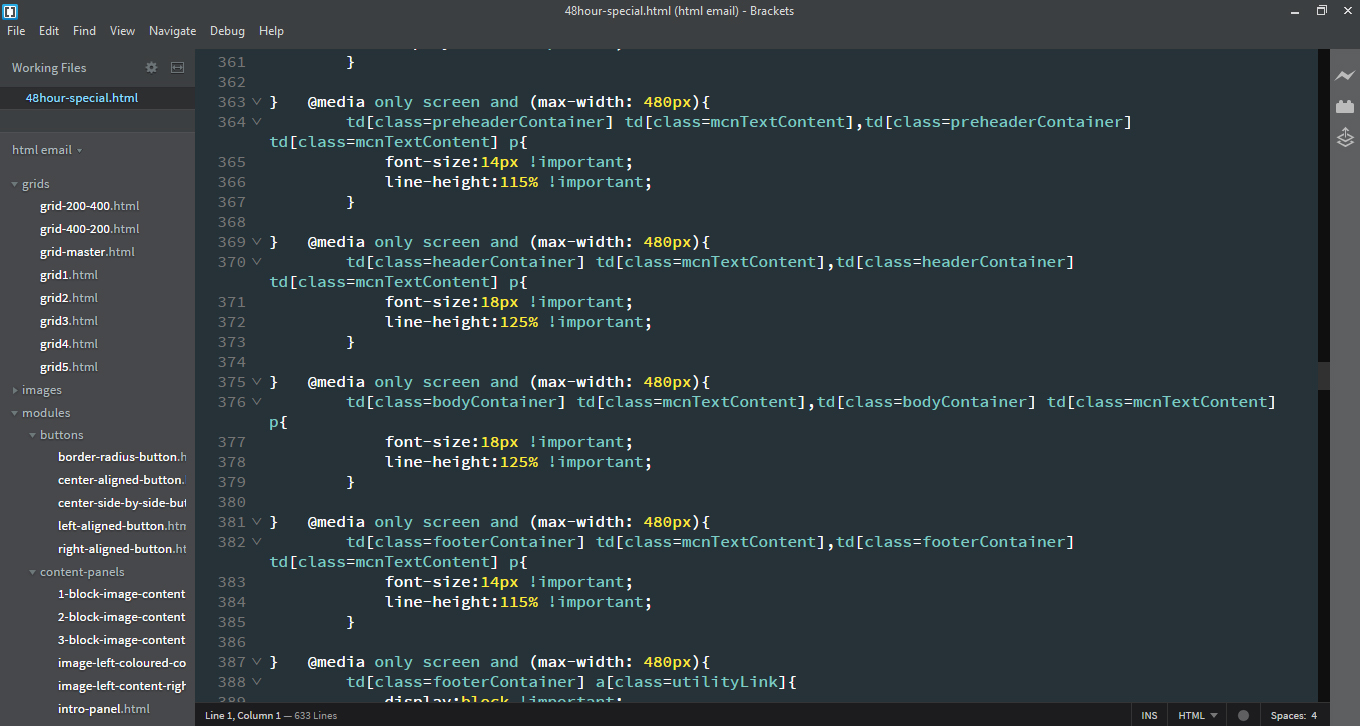 48hour-special.html (html email) - Brackets
File Edit Find View Navigate Debug Help
Working Files
48hour-special.html
html email
grids
grid-200-400.html
grid-400-200.html
grid-master.html
grid1.html
grid2.html
grid3.html
grid4.html
grid5.html
images
modules
buttons
border-radius-button.h
center-aligned-button.
center-side-by-side-but
left-aligned-button.htm
right-aligned-button.ht
content-panels
1-block-image-content
2-block-image-content
3-block-image-content
image-left-coloured-co
image-left-content-righ
intro-panel.html
361 }
362
363 } @media only screen and (max-width: 480px){
364 td[class=preheaderContainer] td[class=mcnTextContent],td[class=preheaderContainer]
td[class=mcnTextContent] p{
365 font-size:14px !important;
366 line-height:115% !important;
367 }
368
369 } @media only screen and (max-width: 480px){
370 td[class=headerContainer] td[class=mcnTextContent],td[class=headerContainer]
td[class=mcnTextContent] p{
371 font-size:18px !important;
372 line-height:125% !important;
373 }
374
375 } @media only screen and (max-width: 480px){
376 td[class=bodyContainer] td[class=mcnTextContent],td[class=bodyContainer] td[class=mcnTextContent]
p{
377 font-size:18px !important;
378 line-height:125% !important;
379 }
380
381 } @media only screen and (max-width: 480px){
382 td[class=footerContainer] td[class=mcnTextContent],td[class=footerContainer]
td[class=mcnTextContent] p{
383 font-size:14px !important;
384 line-height:115% !important;
385 }
386
387 } @media only screen and (max-width: 480px){
388 td[class=footerContainer] a[class=utilityLink]{
389 display:block !important;
Line 1, Column 1 — 633 Lines
INS HTML Spaces: 4